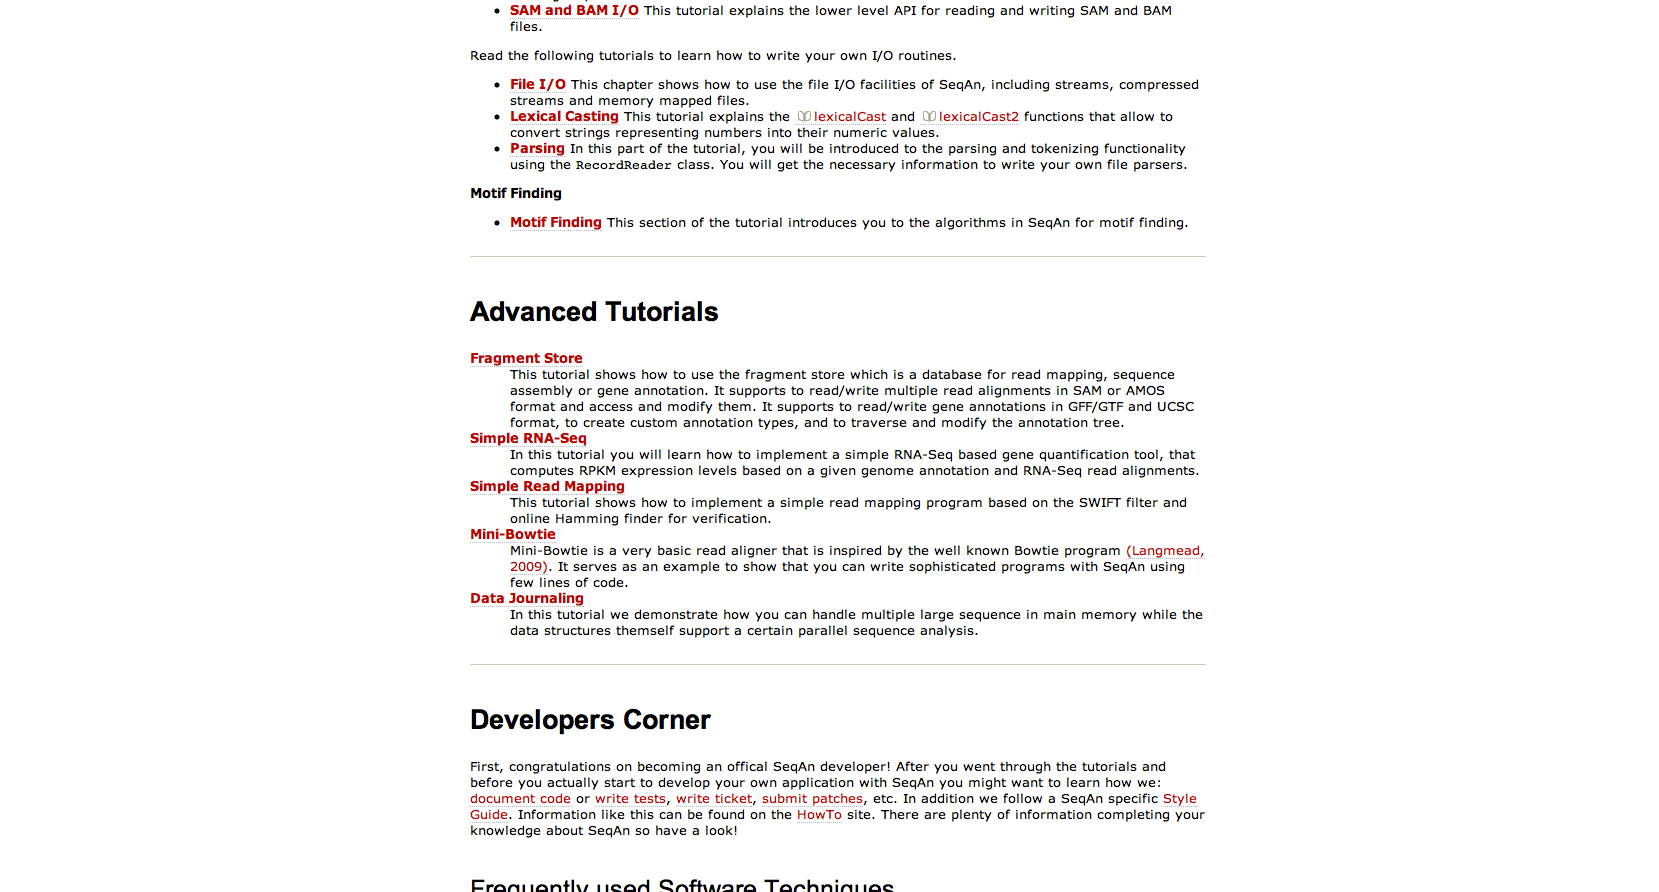 SAM and BAM I/O This tutorial explains the lower level API for reading and writing SAM and BAM
files.
Read the following tutorials to learn how to write your own I/O routines.
File I/O This chapter shows how to use the file I/O facilities of SeqAn, including streams, compressed
streams and memory mapped files.
Lexical Casting This tutorial explains the lexicalCast and lexicalCast2 functions that allow to
convert strings representing numbers into their numeric values.
Parsing In this part of the tutorial, you will be introduced to the parsing and tokenizing functionality
using the RecordReader class. You will get the necessary information to write your own file parsers.
Motif Finding
Motif Finding This section of the tutorial introduces you to the algorithms in SeqAn for motif finding.
Advanced Tutorials
Fragment Store
This tutorial shows how to use the fragment store which is a database for read mapping, sequence
assembly or gene annotation. It supports to read/write multiple read alignments in SAM or AMOS
format and access and modify them. It supports to read/write gene annotations in GFF/GTF and UCSC
format, to create custom annotation types, and to traverse and modify the annotation tree.
Simple RNA-Seq
In this tutorial you will learn how to implement a simple RNA-Seq based gene quantification tool, that
computes RPKM expression levels based on a given genome annotation and RNA-Seq read alignments.
Simple Read Mapping
This tutorial shows how to implement a simple read mapping program based on the SWIFT filter and
online Hamming finder for verification.
Mini-Bowtie
Mini-Bowtie is a very basic read aligner that is inspired by the well known Bowtie program (Langmead,
2009). It serves as an example to show that you can write sophisticated programs with SeqAn using
few lines of code.
Data Journaling
In this tutorial we demonstrate how you can handle multiple large sequence in main memory while the
data structures themself support a certain parallel sequence analysis.
Developers Corner
First, congratulations on becoming an offical SeqAn developer! After you went through the tutorials and
before you actually start to develop your own application with SeqAn you might want to learn how we:
document code or write tests, write ticket, submit patches, etc. In addition we follow a SeqAn specific Style
Guide. Information like this can be found on the HowTo site. There are plenty of information completing your
knowledge about SeqAn so have a look!
Frequently used Software Techniques